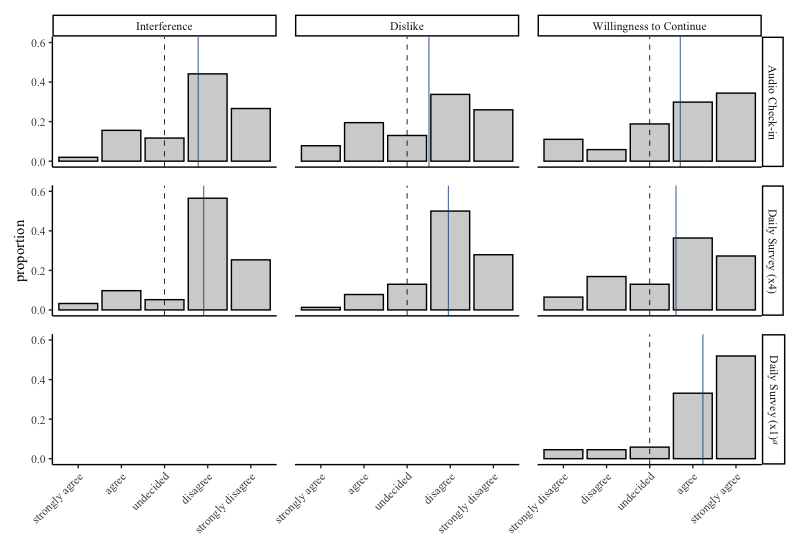 Interference
Dislike
Willingness to Continue
0.6
0.4
0.2
0.0
Audio Check-in
proportion
0.6
0.4
0.2
0.0
Daily Survey (x4)
0.6
0.4
0.2
0.0
Daily Survey (x1)ᵃ
strongly agree
agree
undecided
disagree
strongly disagree
strongly agree
agree
undecided
disagree
strongly disagree
strongly disagree
disagree
undecided
agree
strongly agree